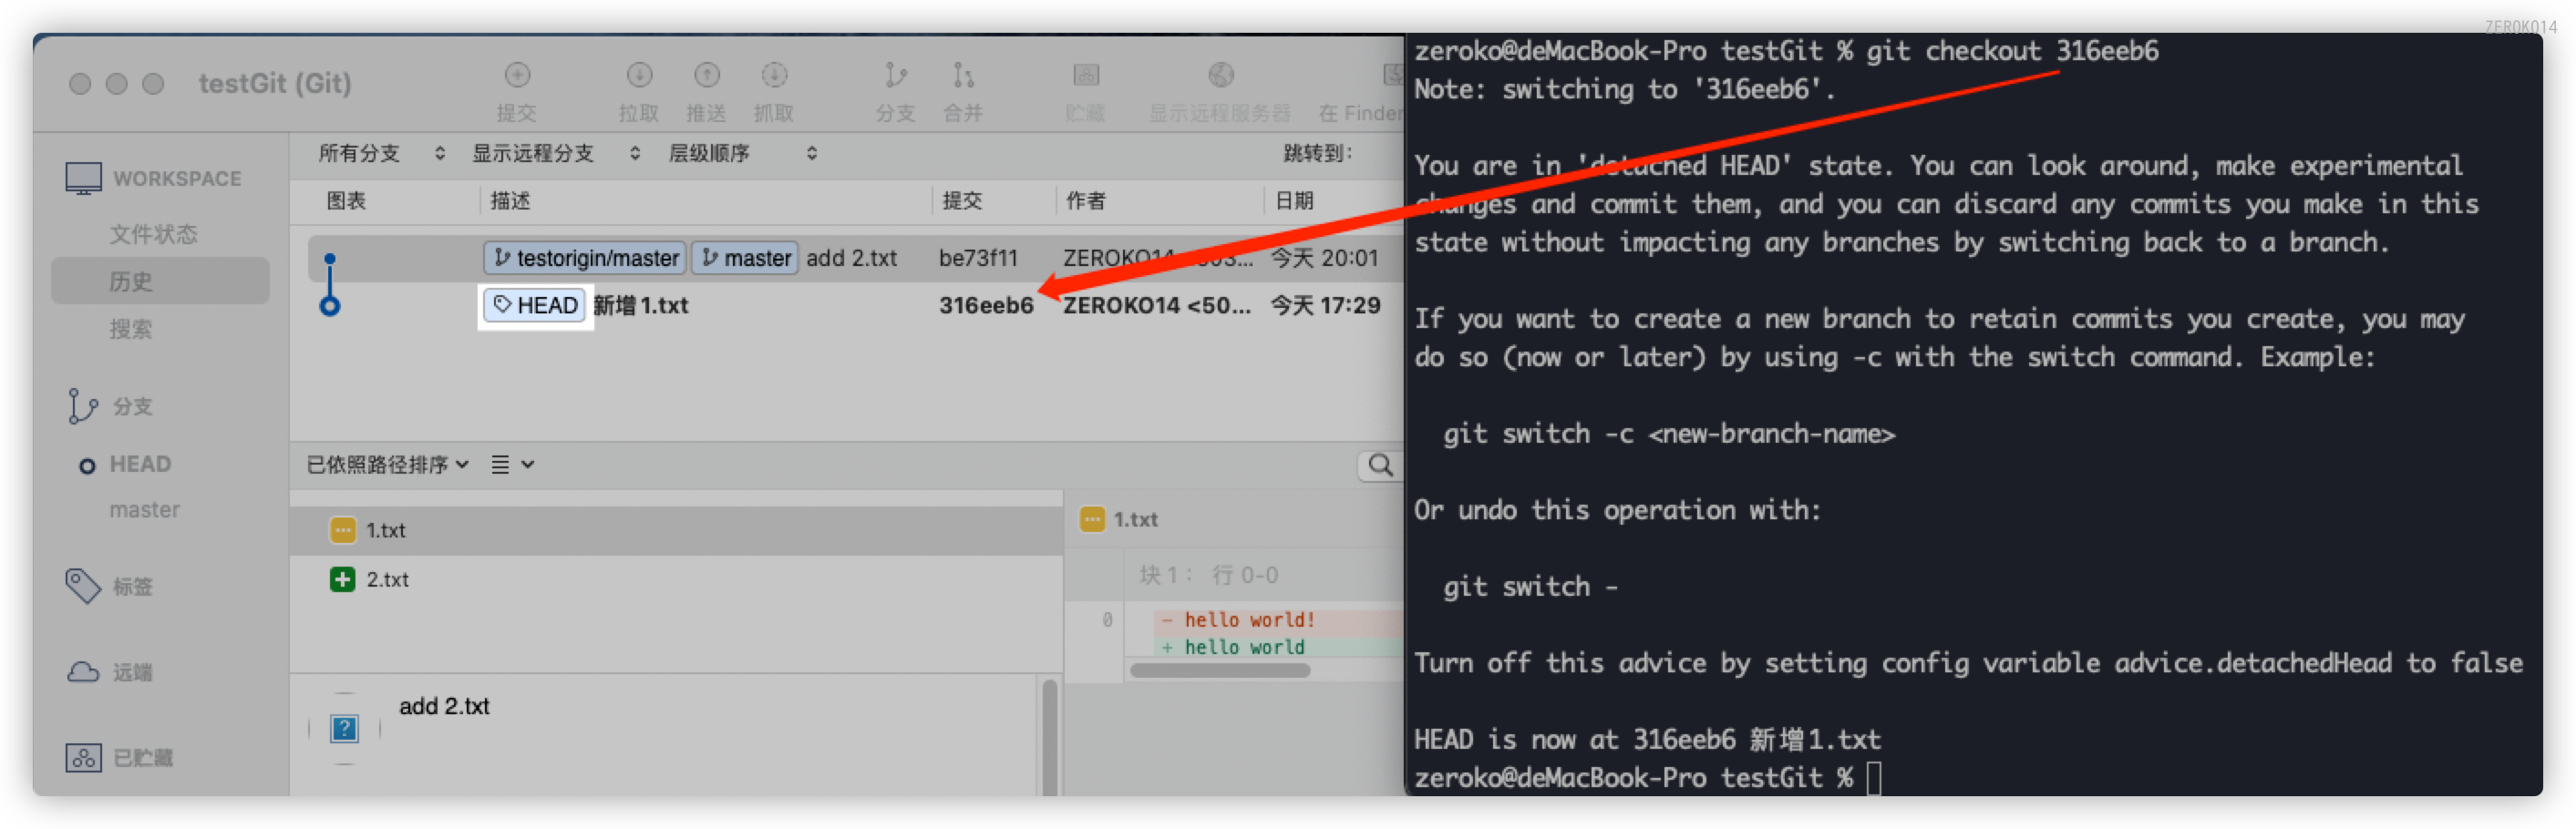 ZEROKO14
testGit (Git)
提交
拉取
推送
抓取
分支
合并
贮藏
显示远程服务器
在 Finder
WORKSPACE
文件状态
历史
搜索
分支
HEAD
master
标签
远端
已贮藏
所有分支 显示远程分支 层级顺序 跳转到:
图表 描述 提交 作者 日期
testorigin/master master add 2.txt be73f11 今天 20:01
HEAD 新增1.txt 316eeb6 ZEROKO14 <50... 今天 17:29
已依照路径排序
1.txt
2.txt
add 2.txt
1.txt
块 1： 行 0-0
0 - hello world!
+ hello world
zeroko@deMacBook-Pro testGit % git checkout 316eeb6
Note: switching to '316eeb6'.
You are in 'detached HEAD' state. You can look around, make experimental
changes and commit them, and you can discard any commits you make in this
state without impacting any branches by switching back to a branch.
If you want to create a new branch to retain commits you create, you may
do so (now or later) by using -c with the switch command. Example:
git switch -c <new-branch-name>
Or undo this operation with:
git switch -
Turn off this advice by setting config variable advice.detachedHead to false
HEAD is now at 316eeb6 新增1.txt
zeroko@deMacBook-Pro testGit %